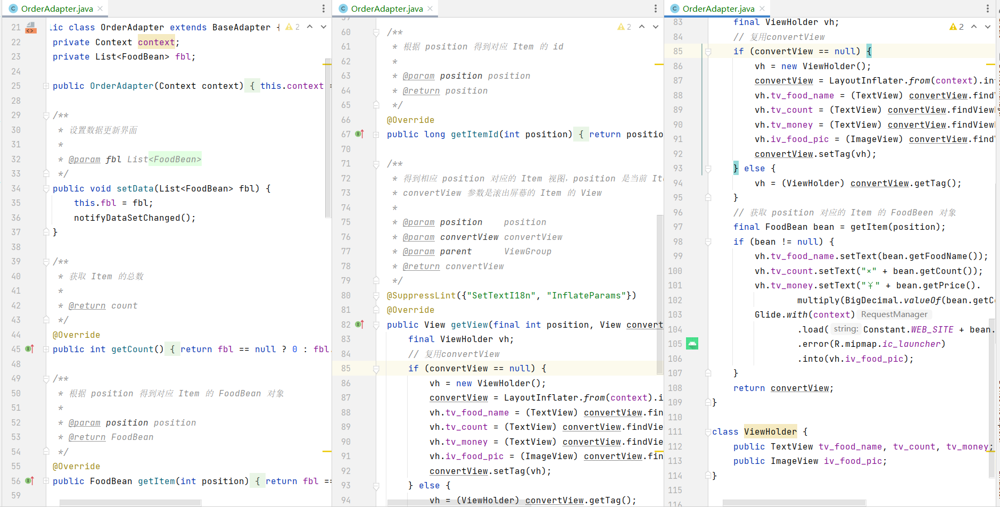 OrderAdapter.java
21 lic class OrderAdapter extends BaseAdapter { 2
22 private Context context;
23 private List<FoodBean> fbl;
24
25 public OrderAdapter(Context context) { this.context =
28
29 /**
30 * 设置数据更新界面
31 *
32 * @param fbl List<FoodBean>
33 */
34 public void setData(List<FoodBean> fbl) {
35 this.fbl = fbl;
36 notifyDataSetChanged();
37 }
38
39 /**
40 * 获取 Item 的总数
41 *
42 * @return count
43 */
44 @Override
45 public int getCount() { return fbl == null ? 0 : fbl.
48
49 /**
50 * 根据 position 得到对应 Item 的 FoodBean 对象
51 *
52 * @param position position
53 * @return FoodBean
54 */
55 @Override
56 public FoodBean getItem(int position) { return fbl ==
59
OrderAdapter.java
59
60 /** 2
61 * 根据 position 得到对应 Item 的 id
62 *
63 * @param position position
64 * @return position
65 */
66 @Override
67 public long getItemId(int position) { return positio
70
71 /**
72 * 得到相应 position 对应的 Item 视图，position 是当前 Ite
73 * convertView 参数是滚出屏幕的 Item 的 View
74 *
75 * @param position position
76 * @param convertView convertView
77 * @param parent ViewGroup
78 * @return convertView
79 */
80 @SuppressLint({"SetTextI18n", "InflateParams"})
81 @Override
82 public View getView(final int position, View convert
83 final ViewHolder vh;
84 // 复用convertView
85 if (convertView == null) {
86 vh = new ViewHolder();
87 convertView = LayoutInflater.from(context).i
88 vh.tv_food_name = (TextView) convertView.fin
89 vh.tv_count = (TextView) convertView.findVie
90 vh.tv_money = (TextView) convertView.findVie
91 vh.iv_food_pic = (ImageView) convertView.fin
92 convertView.setTag(vh);
93 } else {
94 vh = (ViewHolder) convertView.getTag();
OrderAdapter.java
83 final ViewHolder vh; 2
84 // 复用convertView
85 if (convertView == null) {
86 vh = new ViewHolder();
87 convertView = LayoutInflater.from(context).in
88 vh.tv_food_name = (TextView) convertView.find
89 vh.tv_count = (TextView) convertView.findView
90 vh.tv_money = (TextView) convertView.findView
91 vh.iv_food_pic = (ImageView) convertView.find
92 convertView.setTag(vh);
93 } else {
94 vh = (ViewHolder) convertView.getTag();
95 }
96 // 获取 position 对应的 Item 的 FoodBeen 对象
97 final FoodBean bean = getItem(position);
98 if (bean != null) {
99 vh.tv_food_name.setText(bean.getFoodName());
100 vh.tv_count.setText("×" + bean.getCount());
101 vh.tv_money.setText("￥" + bean.getPrice().
102 multiply(BigDecimal.valueOf(bean.getCo
103 Glide.with(context) RequestManager
104 .load( string: Constant.WEB_SITE + bean.
105 .error(R.mipmap.ic_launcher)
106 .into(vh.iv_food_pic);
107 }
108 return convertView;
109 }
110
111 class ViewHolder {
112 public TextView tv_food_name, tv_count, tv_money;
113 public ImageView iv_food_pic;
114 }
115
116